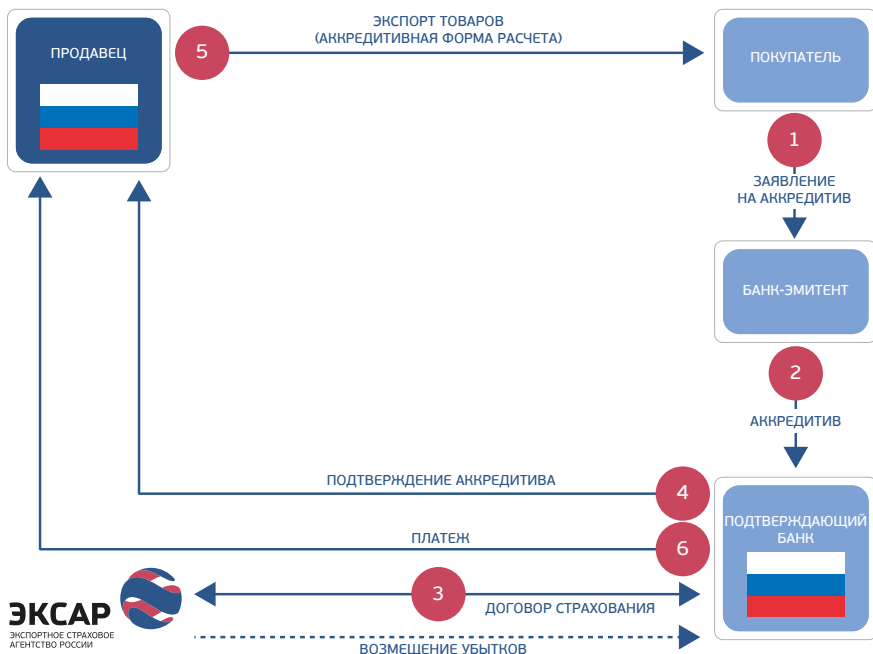 ПРОДАВЕЦ
5
ЭКСПОРТ ТОВАРОВ
(АККРЕДИТИВНАЯ ФОРМА РАСЧЕТА)
ПОКУПАТЕЛЬ
1
ЗАЯВЛЕНИЕ
НА АККРЕДИТИВ
БАНК-ЭМИТЕНТ
2
АККРЕДИТИВ
ПОДТВЕРЖДЕНИЕ АККРЕДИТИВА
4
ПОДТВЕРЖДАЮЩИЙ
БАНК
ПЛАТЕЖ
6
3
ДОГОВОР СТРАХОВАНИЯ
ЭКСАР
ЭКСПОРТНОЕ СТРАХОВОЕ
АГЕНТСТВО РОССИИ
ВОЗМЕЩЕНИЕ УБЫТКОВ